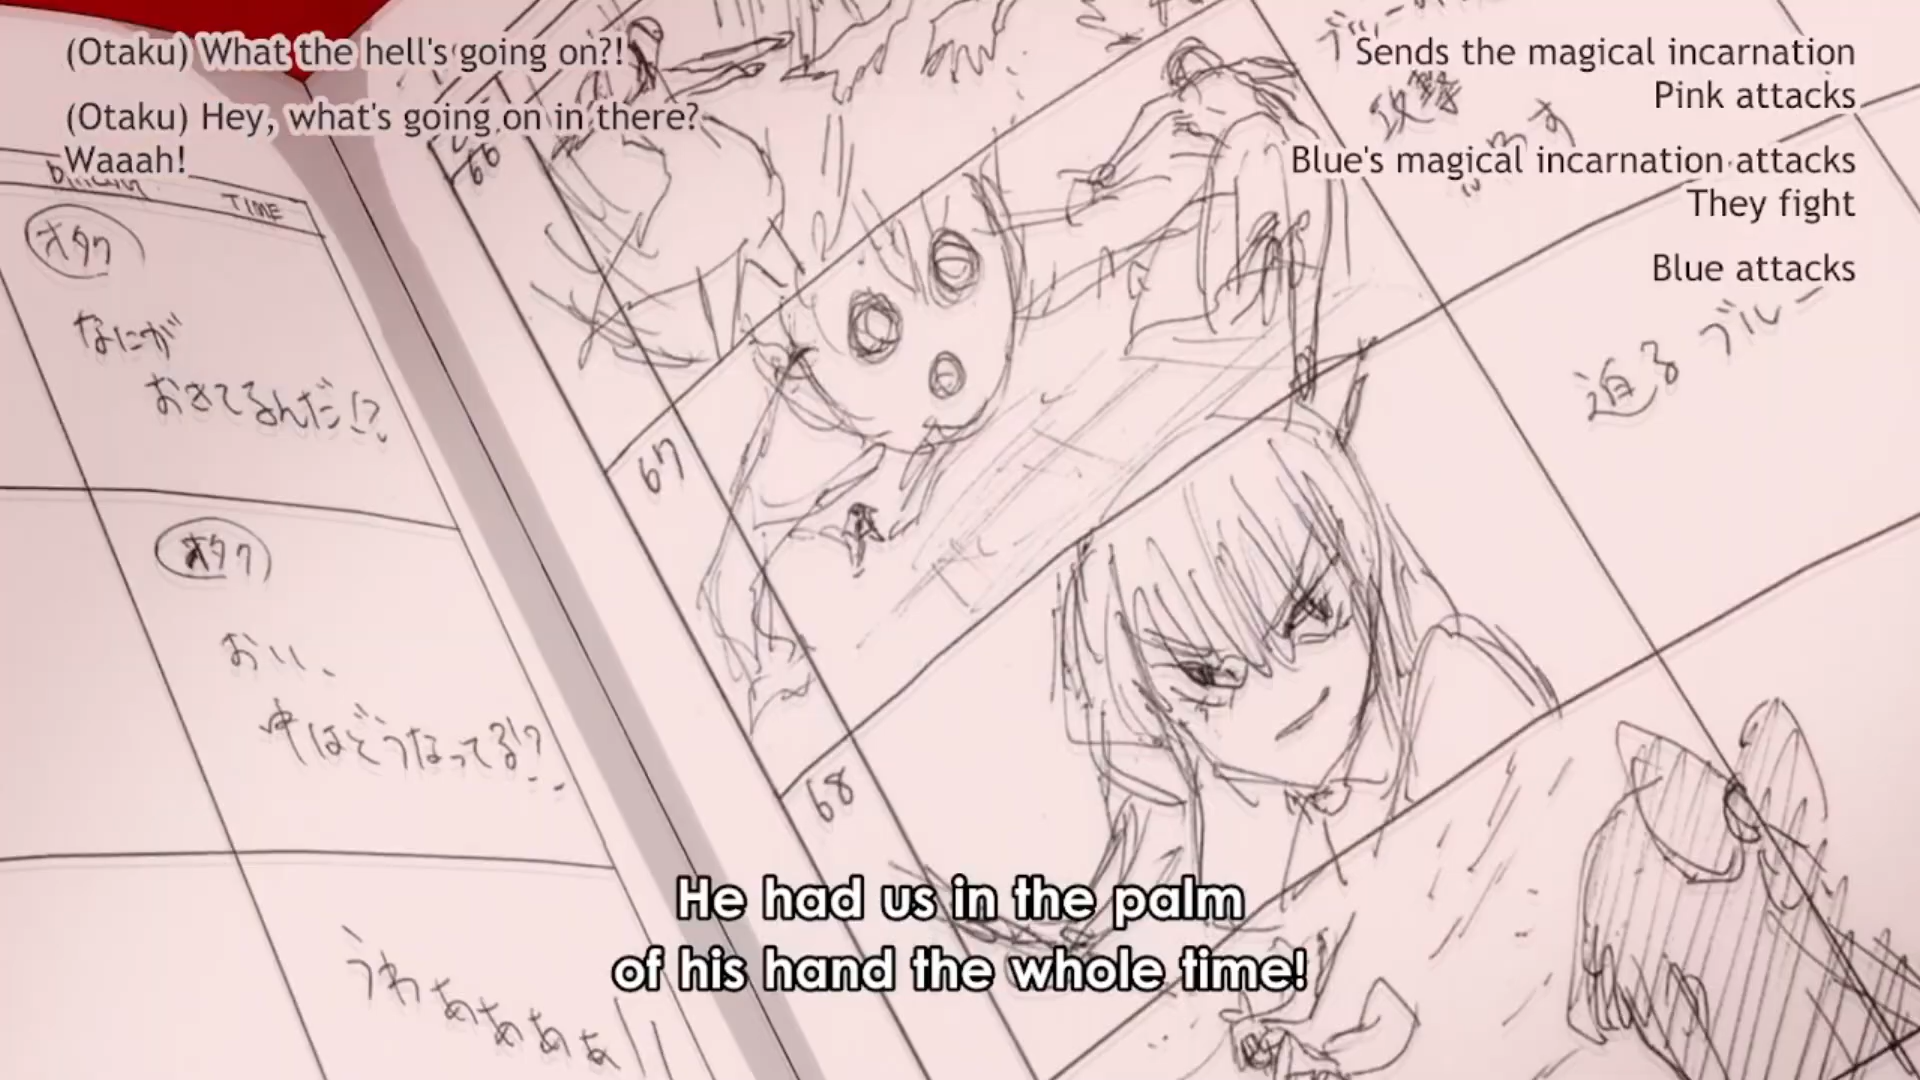 (Otaku) What the hell's going on?!
(Otaku) Hey, what's going on in there?
Waaah!
Sends the magical incarnation
Pink attacks
Blue's magical incarnation attacks
They fight
Blue attacks
TIME
オタク
なにが
おきてるんだ!?
オタク
おい、
中はどうなってる!?
うわああああ
66
67
68
攻撃
迫るブルー
He had us in the palm
of his hand the whole time!